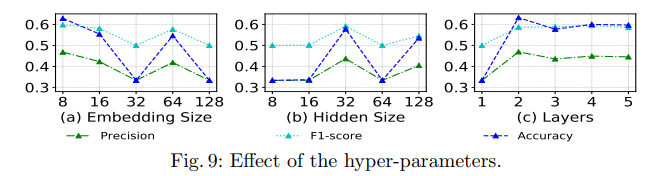 0.6 0.6 0.6
0.5 0.5 0.5
0.4 0.4 0.4
0.3 0.3 0.3
8 16 32 64 128 8 16 32 64 128 1 2 3 4 5
(a) Embedding Size (b) Hidden Size (c) Layers
Precision F1-score Accuracy
Fig. 9: Effect of the hyper-parameters.